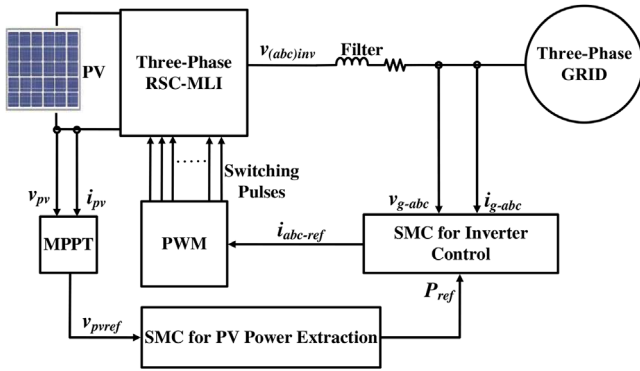 PV
Three-Phase
RSC-MLI
v(abc)inv
Filter
Three-Phase
GRID
Switching
Pulses
vpv
ipv
vg-abc
ig-abc
MPPT
PWM
iabc-ref
SMC for Inverter
Control
Pref
vpvref
SMC for PV Power Extraction